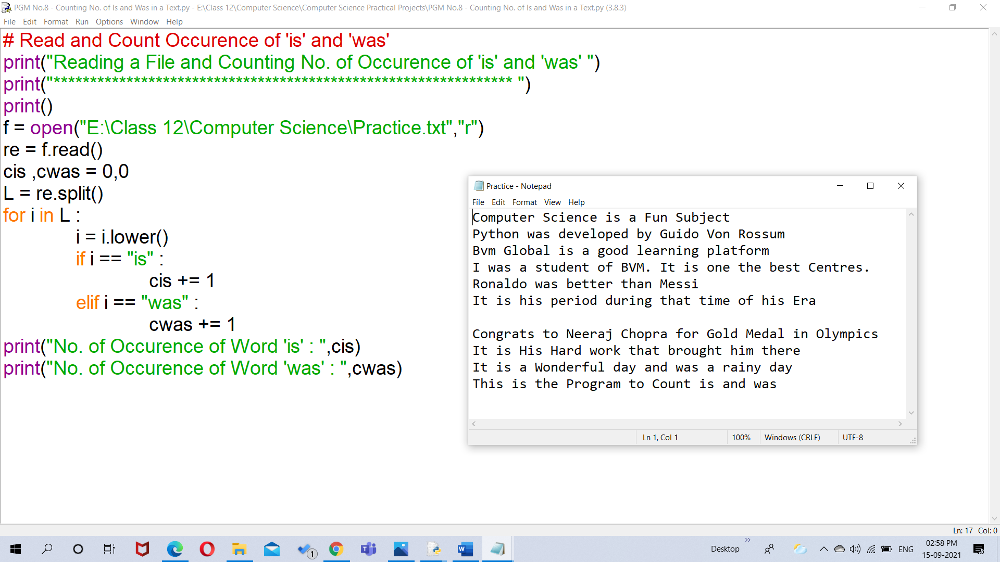 PGM No.8 - Counting No. of Is and Was in a Text.py - E:\Class 12\Computer Science\Computer Science Practical Projects\PGM No.8 - Counting No. of Is and Was in a Text.py (3.8.3)
File Edit Format Run Options Window Help
# Read and Count Occurence of 'is' and 'was'
print("Reading a File and Counting No. of Occurence of 'is' and 'was' ")
print("*************************************************************** ")
print()
f = open("E:\Class 12\Computer Science\Practice.txt","r")
re = f.read()
cis ,cwas = 0,0
L = re.split()
for i in L :
i = i.lower()
if i == "is" :
cis += 1
elif i == "was" :
cwas += 1
print("No. of Occurence of Word 'is' : ",cis)
print("No. of Occurence of Word 'was' : ",cwas)
Practice - Notepad
File Edit Format View Help
Computer Science is a Fun Subject
Python was developed by Guido Von Rossum
Bvm Global is a good learning platform
I was a student of BVM. It is one the best Centres.
Ronaldo was better than Messi
It is his period during that time of his Era
Congrats to Neeraj Chopra for Gold Medal in Olympics
It is His Hard work that brought him there
It is a Wonderful day and was a rainy day
This is the Program to Count is and was
Ln 1, Col 1 100% Windows (CRLF) UTF-8
Ln: 17 Col: 0
1
W
Desktop
ENG
02:58 PM
15-09-2021